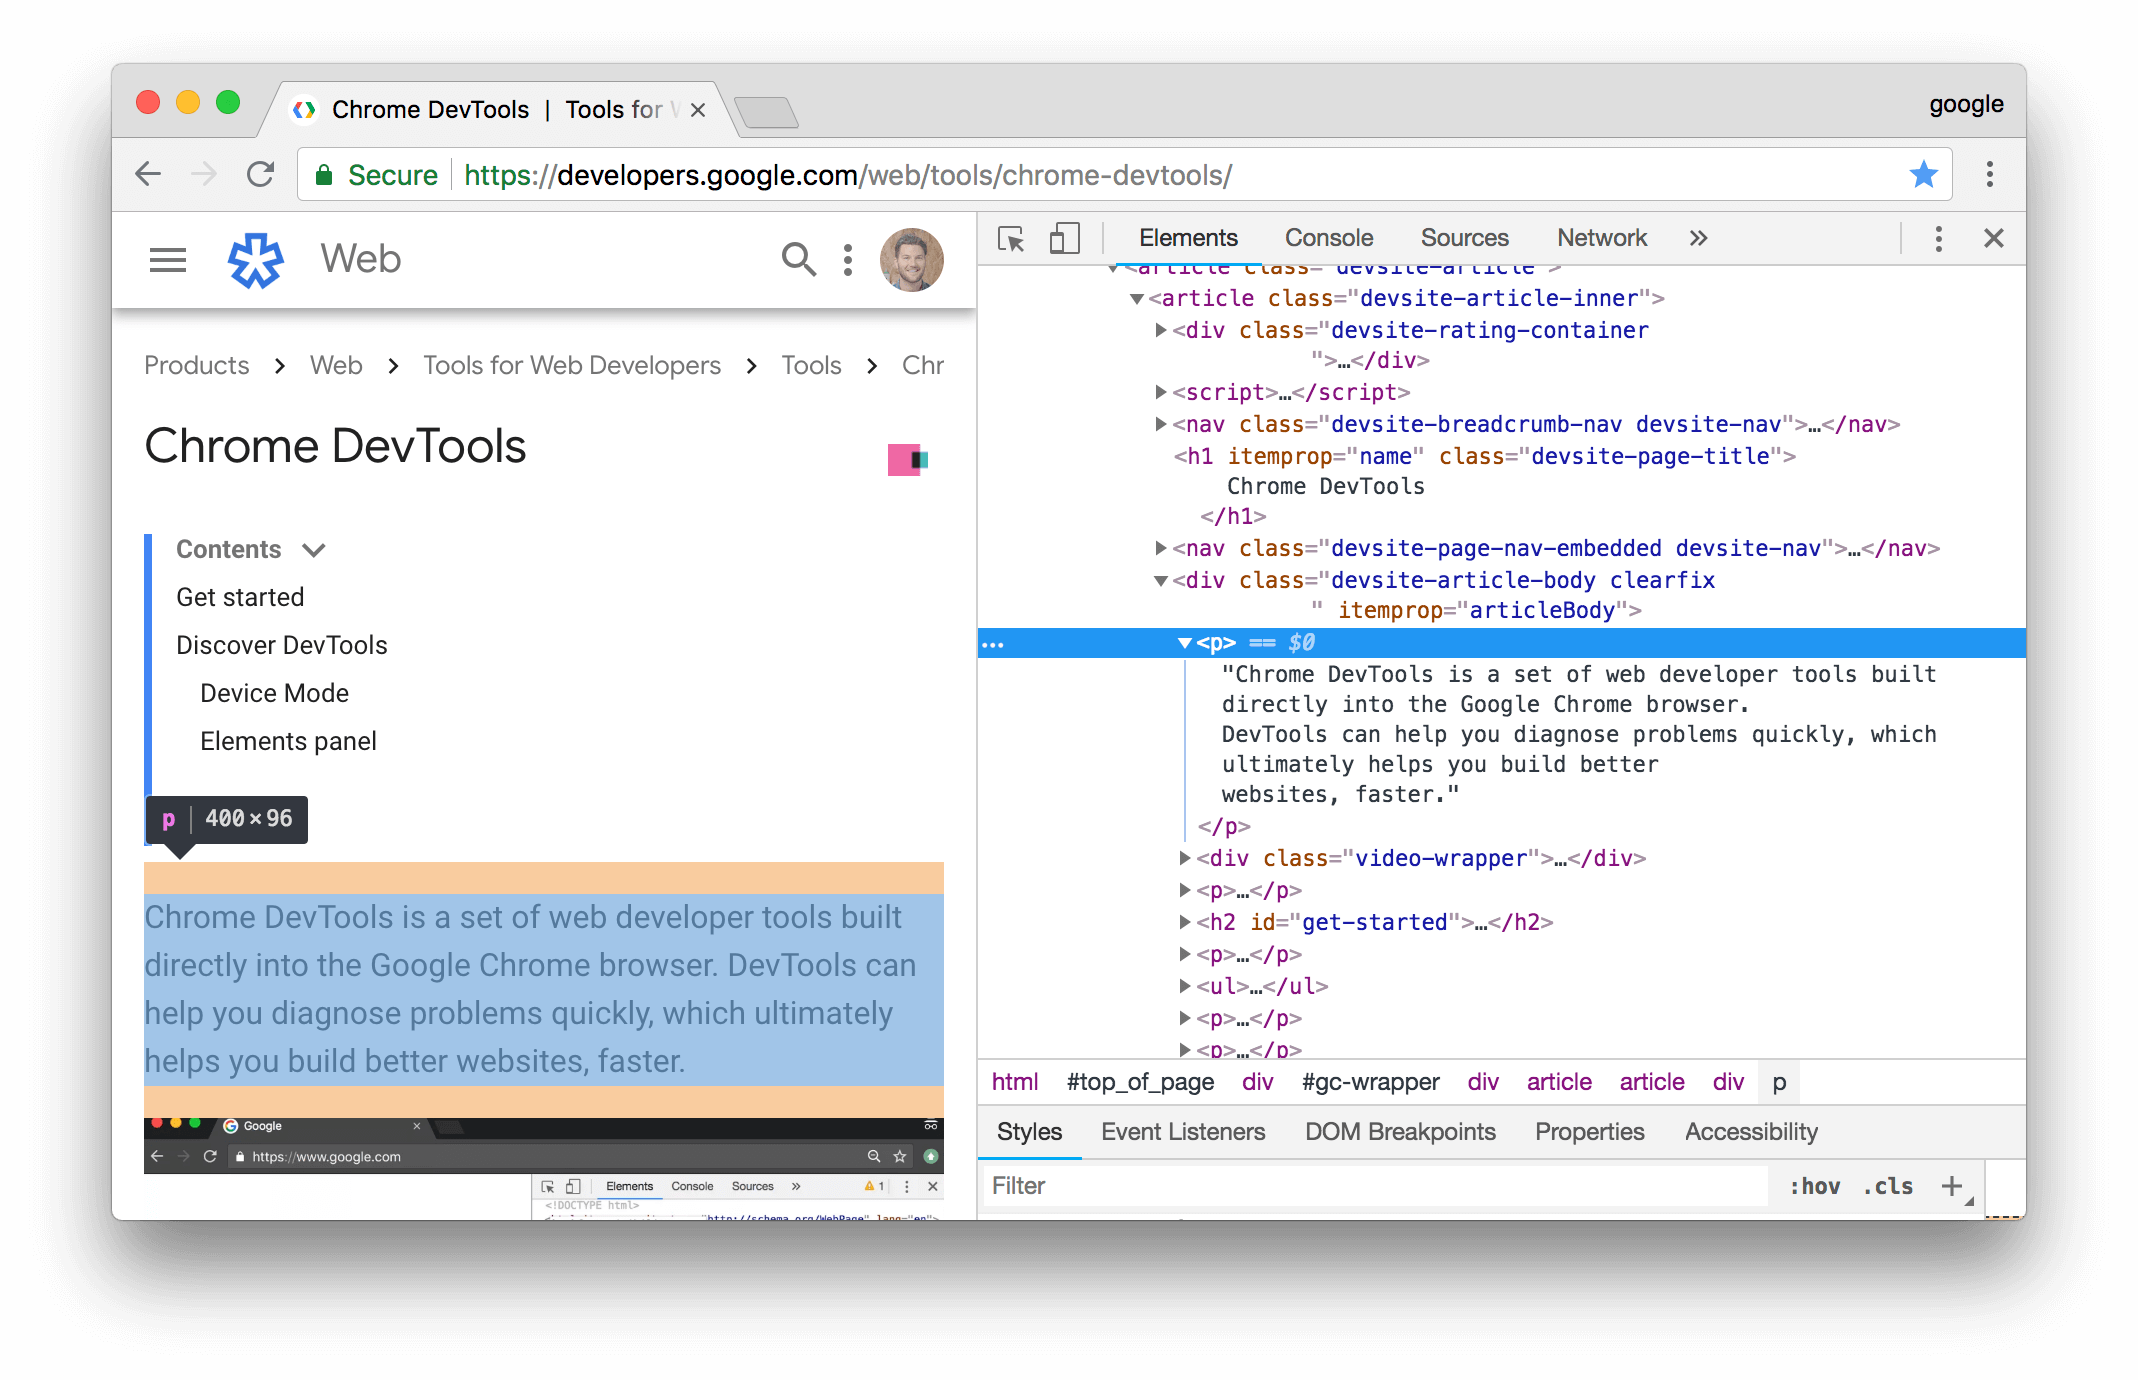 Chrome DevTools | Tools for
google
Secure https://developers.google.com/web/tools/chrome-devtools/
Web
Products > Web > Tools for Web Developers > Tools > Chr
Chrome DevTools
Contents
Get started
Discover DevTools
Device Mode
Elements panel
p 400 × 96
Chrome DevTools is a set of web developer tools built
directly into the Google Chrome browser. DevTools can
help you diagnose problems quickly, which ultimately
helps you build better websites, faster.
Google
https://www.google.com
Elements Console Sources » 1
<!DOCTYPE html>
"http://schema.org/WebPage" lang="en">
Elements Console Sources Network »
<article class="devsite-article">
<article class="devsite-article-inner">
<div class="devsite-rating-container
">…</div>
<script>…</script>
<nav class="devsite-breadcrumb-nav devsite-nav">…</nav>
<h1 itemprop="name" class="devsite-page-title">
Chrome DevTools
</h1>
<nav class="devsite-page-nav-embedded devsite-nav">…</nav>
<div class="devsite-article-body clearfix
" itemprop="articleBody">
… <p> == $0
"Chrome DevTools is a set of web developer tools built
directly into the Google Chrome browser.
DevTools can help you diagnose problems quickly, which
ultimately helps you build better
websites, faster."
</p>
<div class="video-wrapper">…</div>
<p>…</p>
<h2 id="get-started">…</h2>
<p>…</p>
<ul>…</ul>
<p>…</p>
<p>…</p>
html #top_of_page div #gc-wrapper div article article div p
Styles Event Listeners DOM Breakpoints Properties Accessibility
Filter :hov .cls +